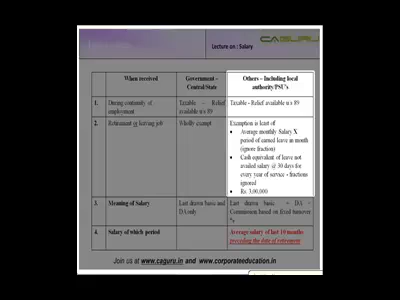 CAGURU
Lecture on : Salary
When received
Government –
Central/State
Others – Including local
authority/PSU's
1.
During continuity of
employment
Taxable - Relief
available u/s 89
Taxable - Relief available u/s 89
2.
Retirement or leaving job
Wholly exempt
Exemption is least of
• Average monthly Salary X
period of earned leave in month
(ignore fraction)
• Cash equivalent of leave not
availed salary @ 30 days for
every year of service - fractions
ignored
• Rs. 3,00,000
3.
Meaning of Salary
Last drawn basis and
DA only
Last drawn basis + DA +
Commission based on fixed turnover
%
4.
Salary of which period
Average salary of last 10 months
preceding the date of retirement
Join us at www.caguru.in and www.corporateeducation.in